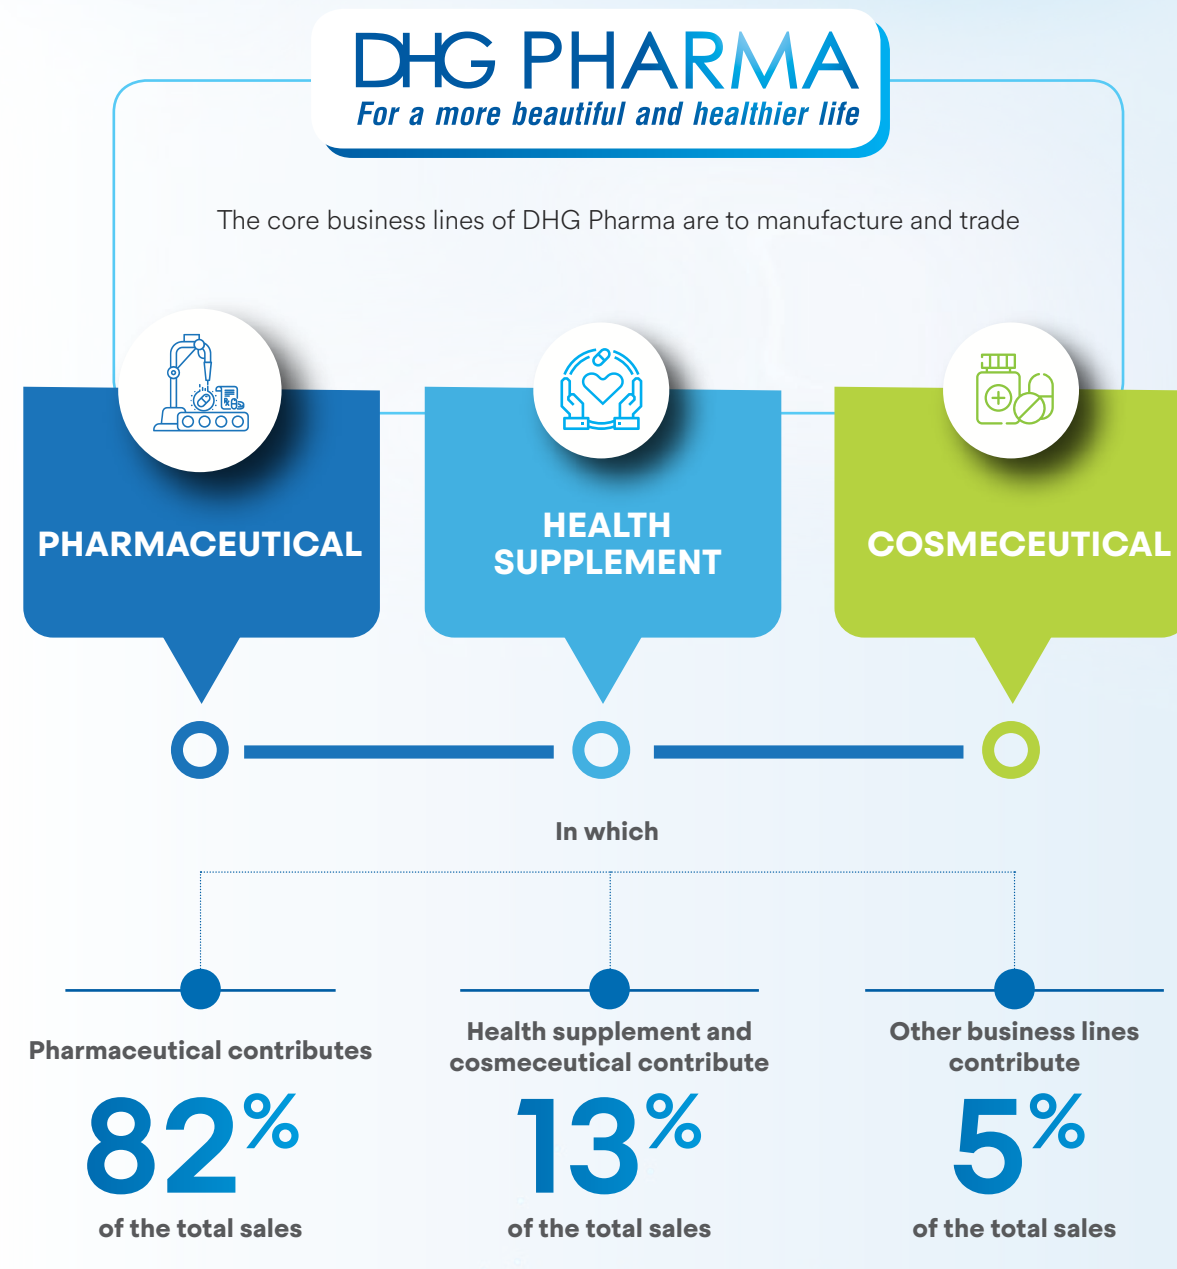 DHG PHARMA
For a more beautiful and healthier life
The core business lines of DHG Pharma are to manufacture and trade
PHARMACEUTICAL
HEALTH
SUPPLEMENT
COSMECEUTICAL
In which
Pharmaceutical contributes
82%
of the total sales
Health supplement and
cosmeceutical contribute
13%
of the total sales
Other business lines
contribute
5%
of the total sales